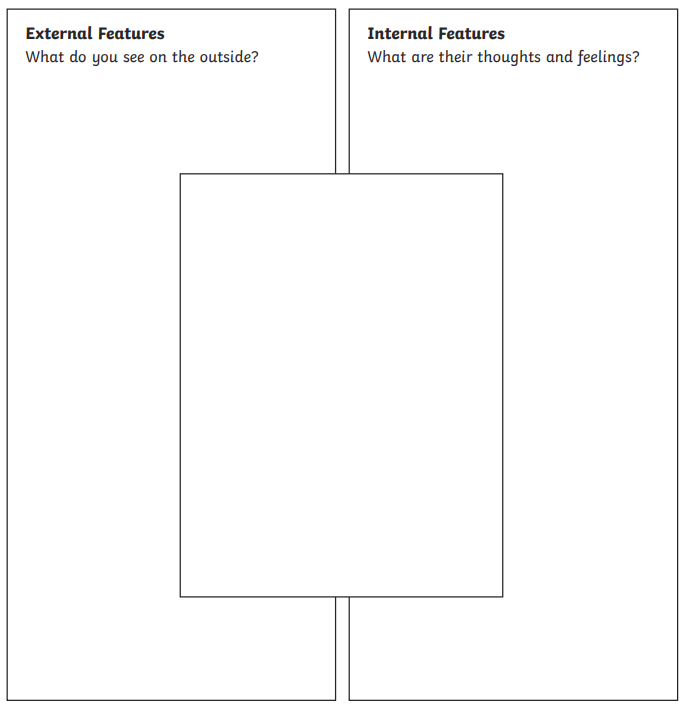 External Features
What do you see on the outside?
Internal Features
What are their thoughts and feelings?